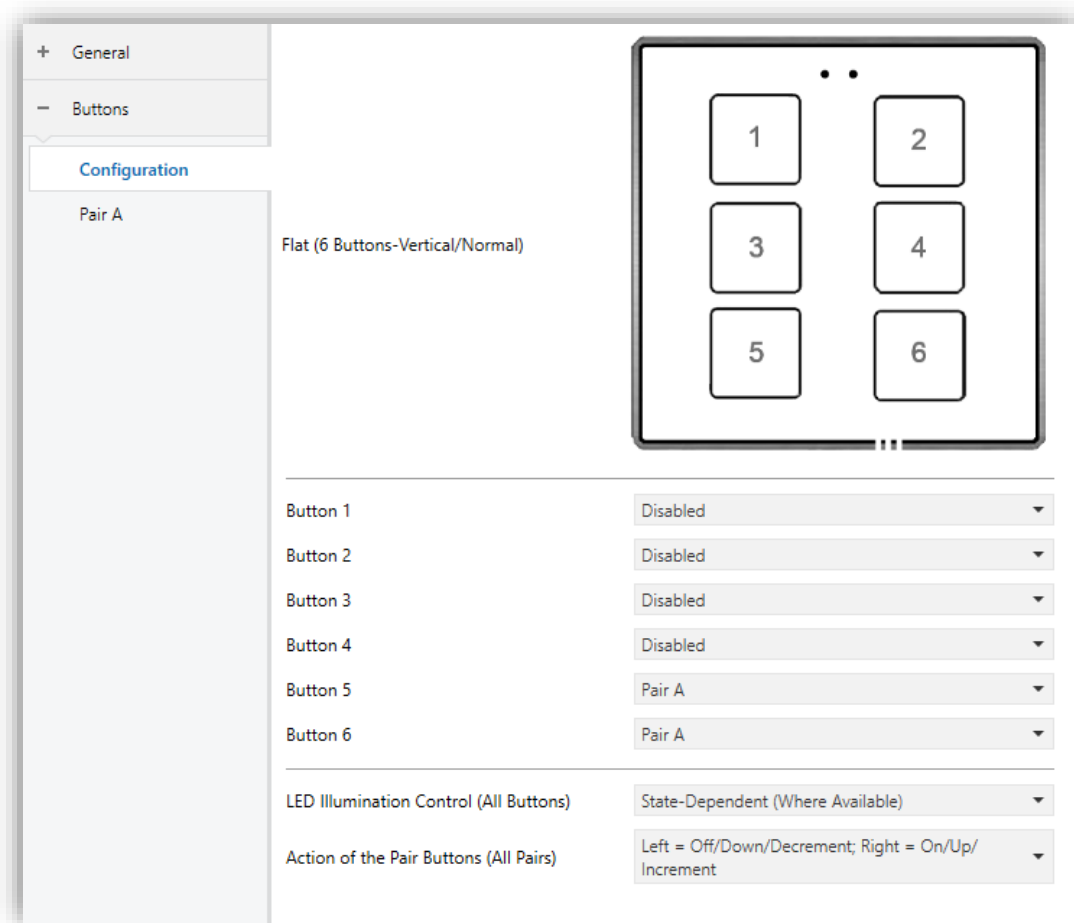 + General
− Buttons
Configuration
Pair A
Flat (6 Buttons-Vertical/Normal)
1 2
3 4
5 6
Button 1 Disabled
Button 2 Disabled
Button 3 Disabled
Button 4 Disabled
Button 5 Pair A
Button 6 Pair A
LED Illumination Control (All Buttons) State-Dependent (Where Available)
Action of the Pair Buttons (All Pairs) Left = Off/Down/Decrement; Right = On/Up/
Increment